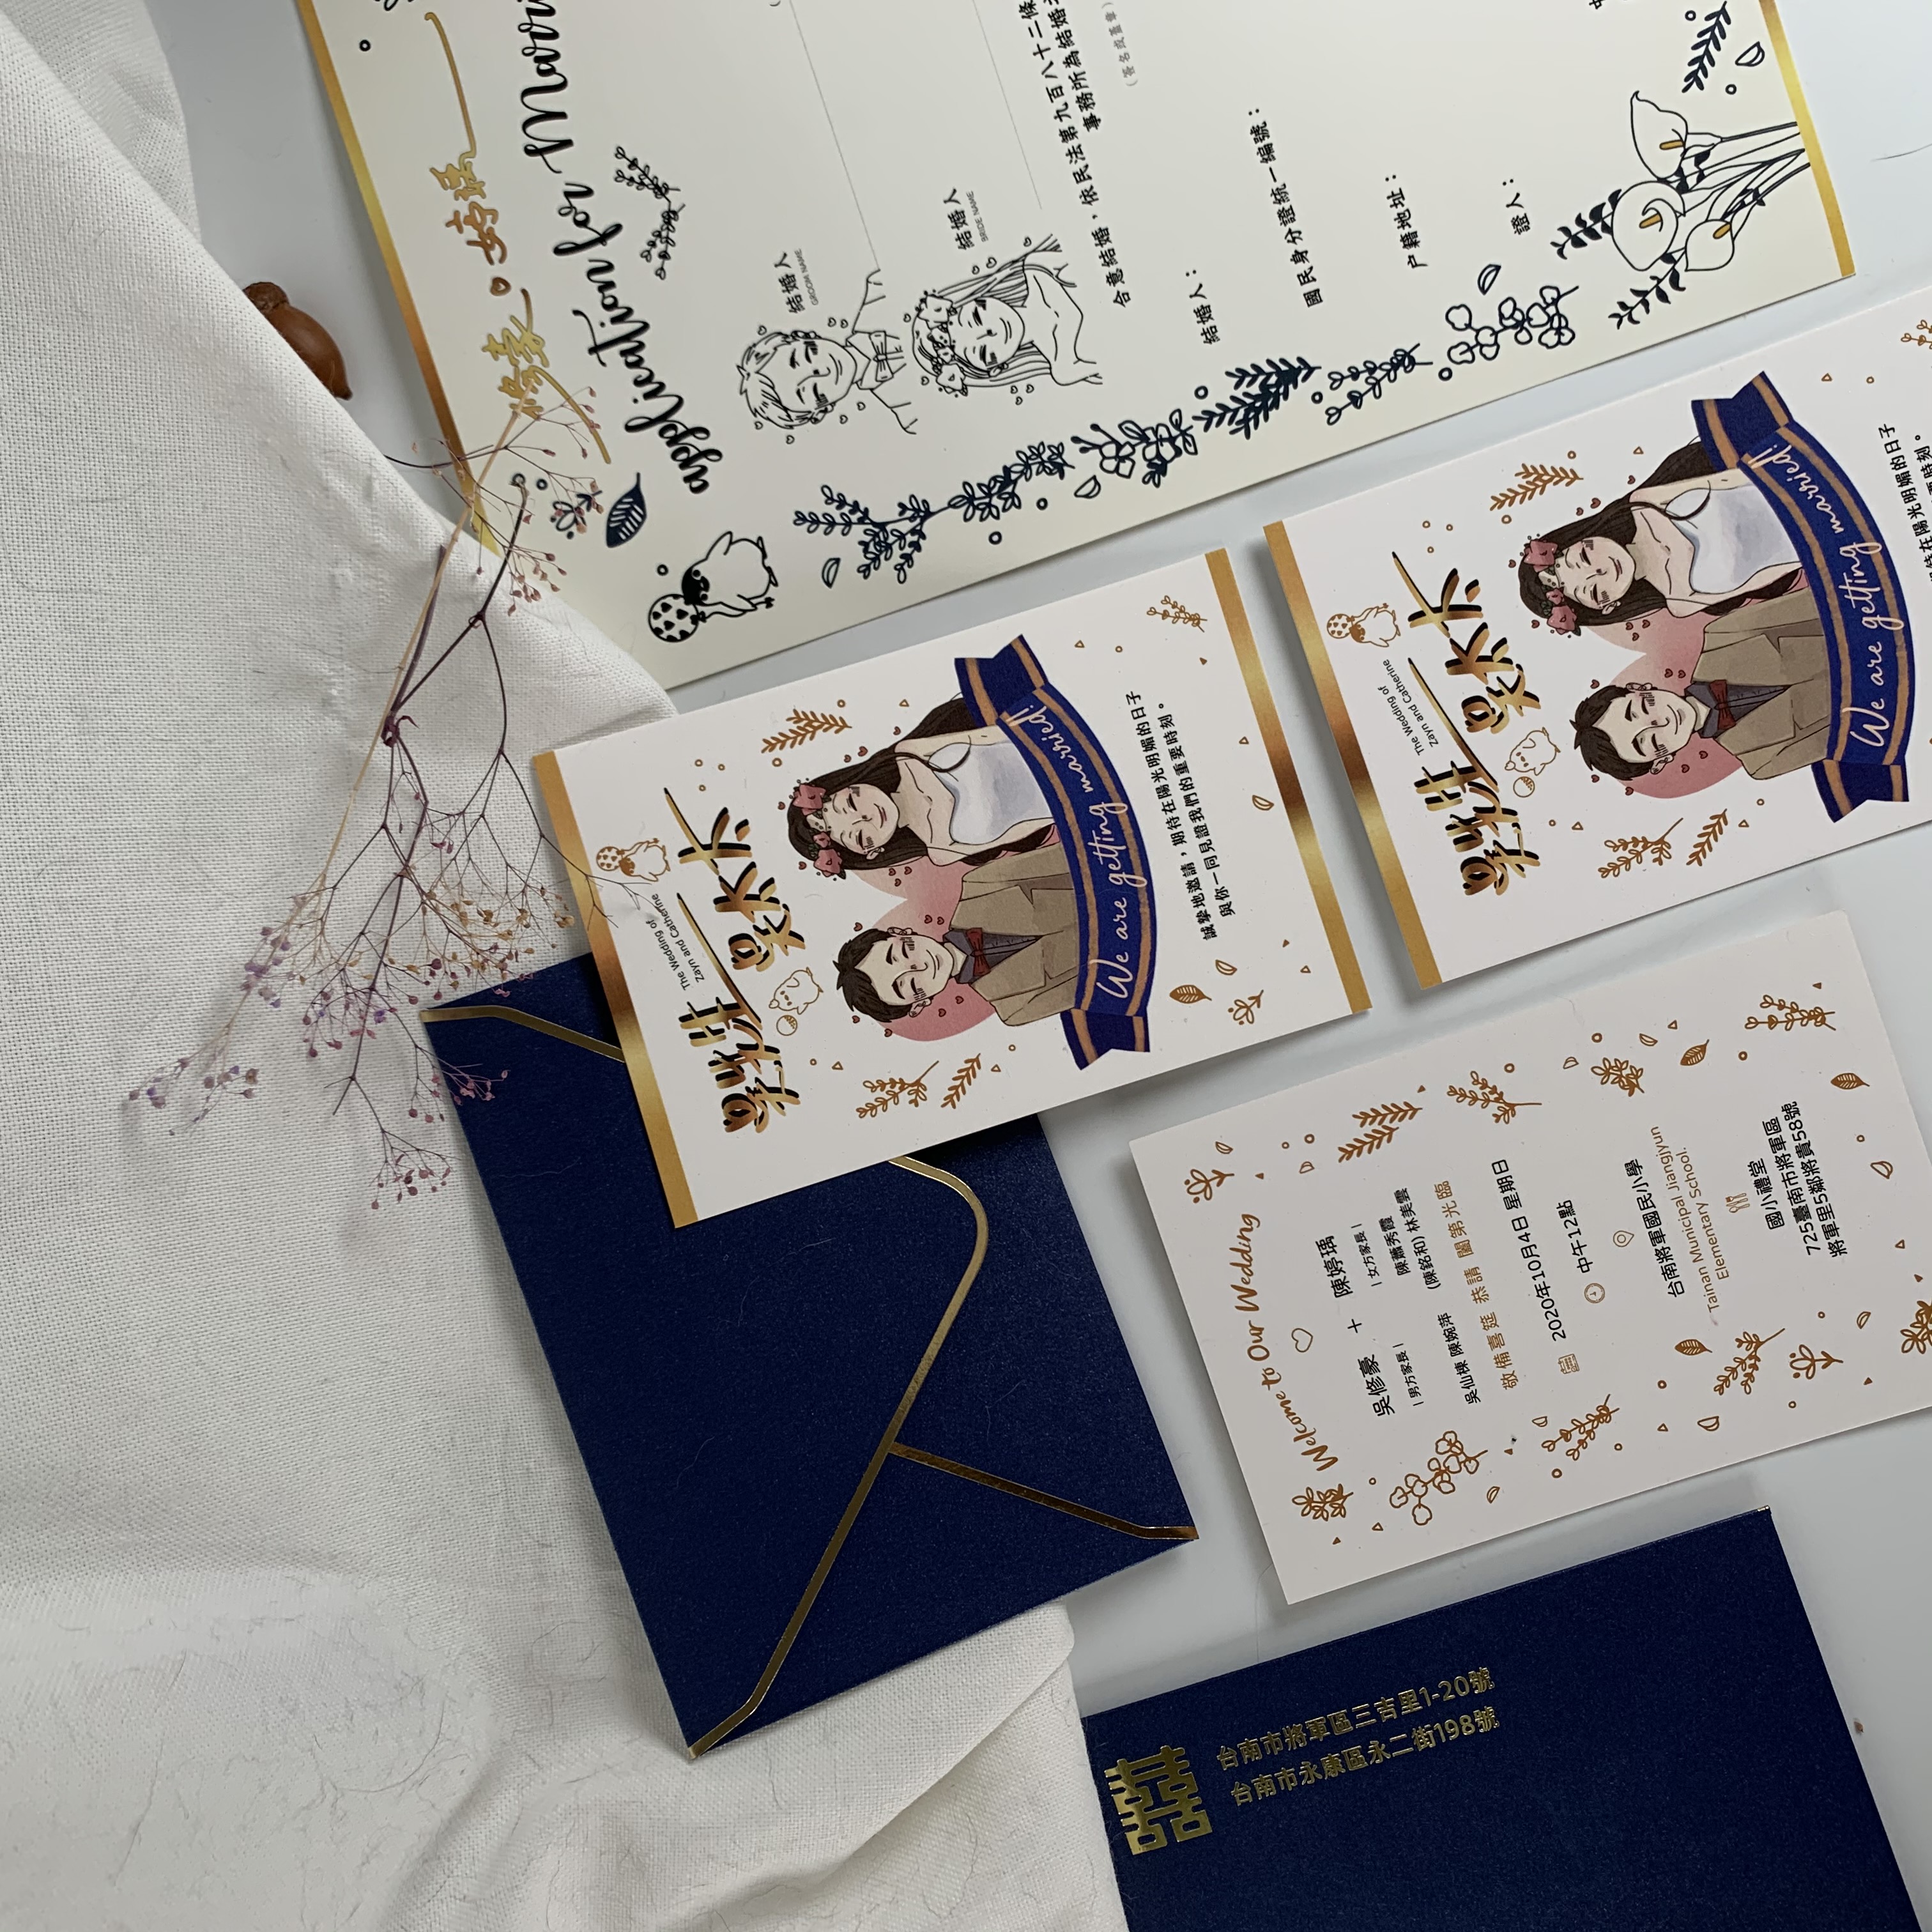 囍
台南市將軍區三吉里1-20號
台南市永康區永二街198號
Welcome to Our Wedding
吳修豪 + 陳婷瑀
|男方家長| |女方家長|
陳蕭秀霞
吳仙棟 陳婉萍 (陳銘和) 林美雲
敬備喜筵 恭請 闔第光臨
2020年10月4日 星期日
中午12點
台南將軍國民小學
Tainan Municipal Jiangjyun
Elementary School.
國小禮堂
725臺南市將軍區
將軍里5鄰將貴58號
The Wedding of
Zayn and Catherine
吳先生
吳太太
We are getting married!
誠摯地邀請,期待在陽光明媚的日子
與你一同見證我們的重要時刻。
The Wedding of
Zayn and Catherine
吳先生
吳太太
We are getting married!
期待在陽光明媚的日子
重要時刻。
修豪 婷瑀
application for Marri
結婚人
GROOM NAME
結婚人
BRIDE NAME
合意結婚,依民法第九百八十二條
事務所為結婚
(簽名或蓋章)
結婚人:
國民身分證統一編號:
户籍地址:
證人: